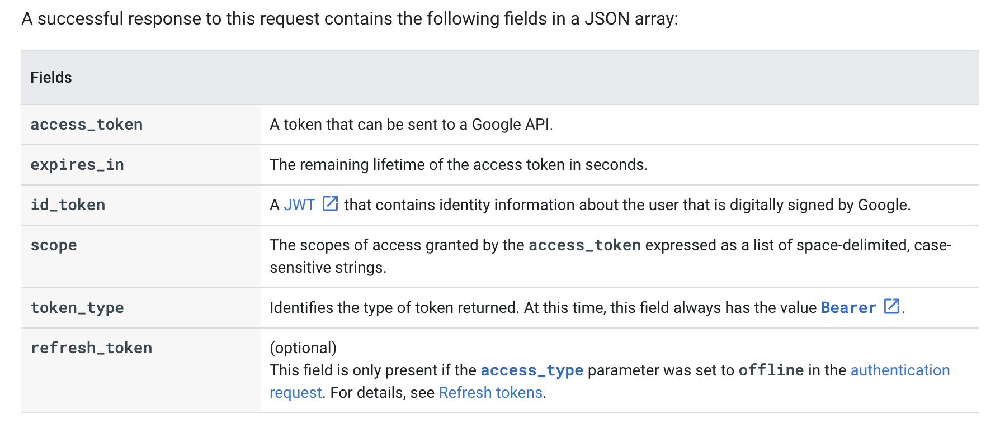 A successful response to this request contains the following fields in a JSON array:
Fields
access_token
A token that can be sent to a Google API.
expires_in
The remaining lifetime of the access token in seconds.
id_token
A JWT that contains identity information about the user that is digitally signed by Google.
scope
The scopes of access granted by the access_token expressed as a list of space-delimited, case-
sensitive strings.
token_type
Identifies the type of token returned. At this time, this field always has the value Bearer .
refresh_token
(optional)
This field is only present if the access_type parameter was set to offline in the authentication
request. For details, see Refresh tokens.